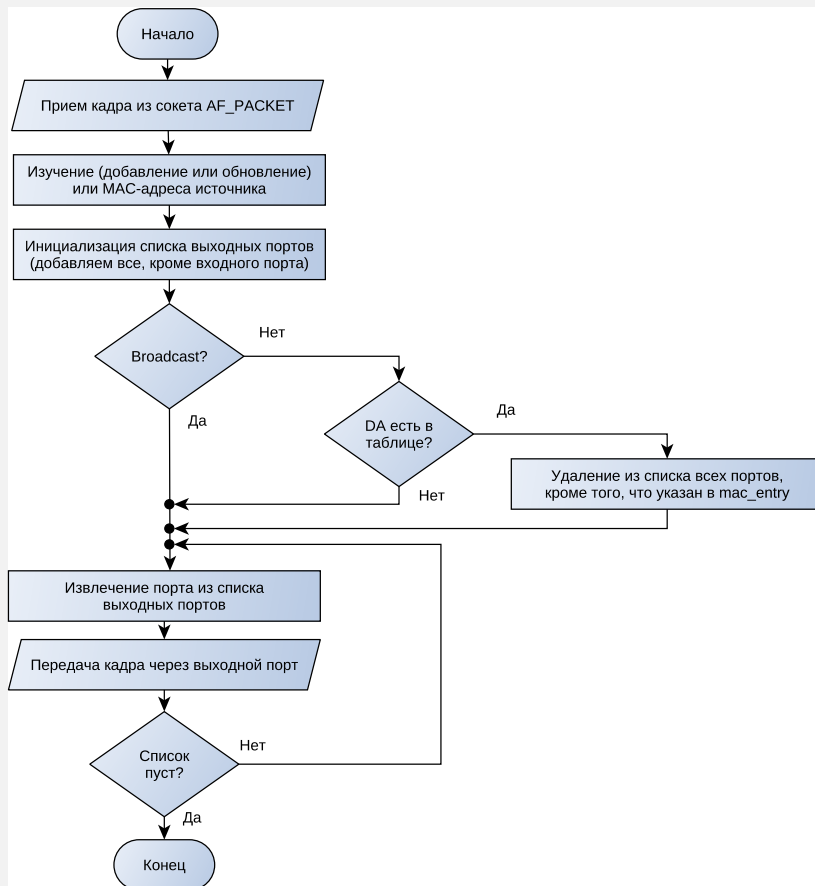 Начало
Прием кадра из сокета AF_PACKET
Изучение (добавление или обновление)
или MAC-адреса источника
Инициализация списка выходных портов
(добавляем все, кроме входного порта)
Broadcast?
Нет
Да
DA есть в
таблице?
Да
Нет
Удаление из списка всех портов,
кроме того, что указан в mac_entry
Извлечение порта из списка
выходных портов
Передача кадра через выходной порт
Список
пуст?
Нет
Да
Конец